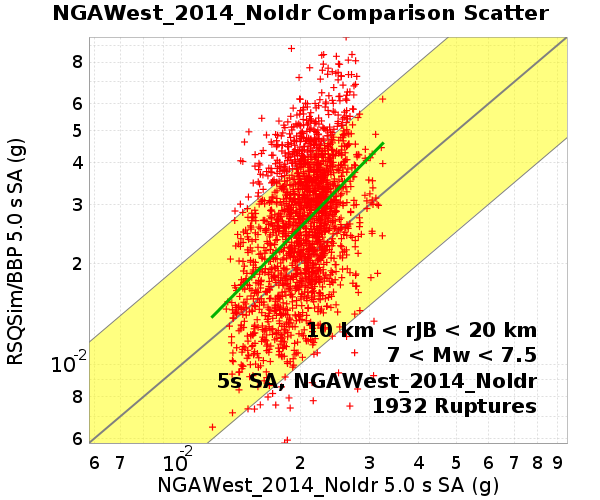 NGAWest_2014_NoIdr Comparison Scatter
RSQSim/BBP 5.0 s SA (g)
8
6
5
4
3
2
10⁻²
8
6
10 km < rJB < 20 km
7 < Mw < 7.5
5s SA, NGAWest_2014_NoIdr
1932 Ruptures
6 7 10⁻² 2 3 4 5 6 7 8 9
NGAWest_2014_NoIdr 5.0 s SA (g)